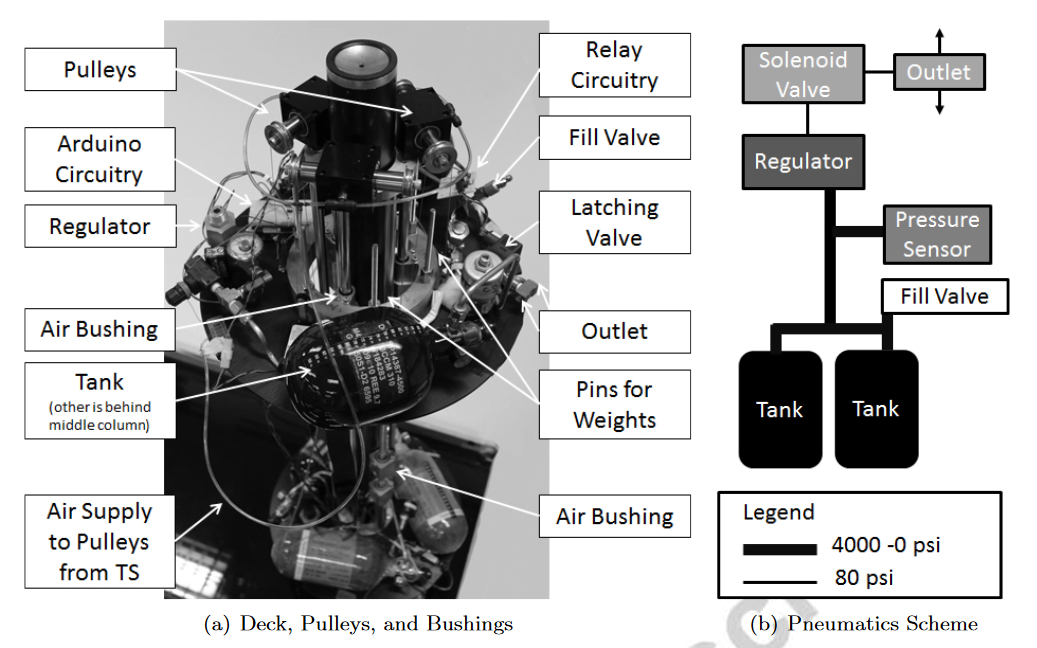 Pulleys
Arduino
Circuitry
Regulator
Air Bushing
Tank
(other is behind
middle column)
Air Supply
to Pulleys
from TS
Relay
Circuitry
Fill Valve
Latching
Valve
Outlet
Pins for
Weights
Air Bushing
(a) Deck, Pulleys, and Bushings
Solenoid
Valve
Outlet
Regulator
Pressure
Sensor
Fill Valve
Tank
Tank
Legend
4000 -0 psi
80 psi
(b) Pneumatics Scheme